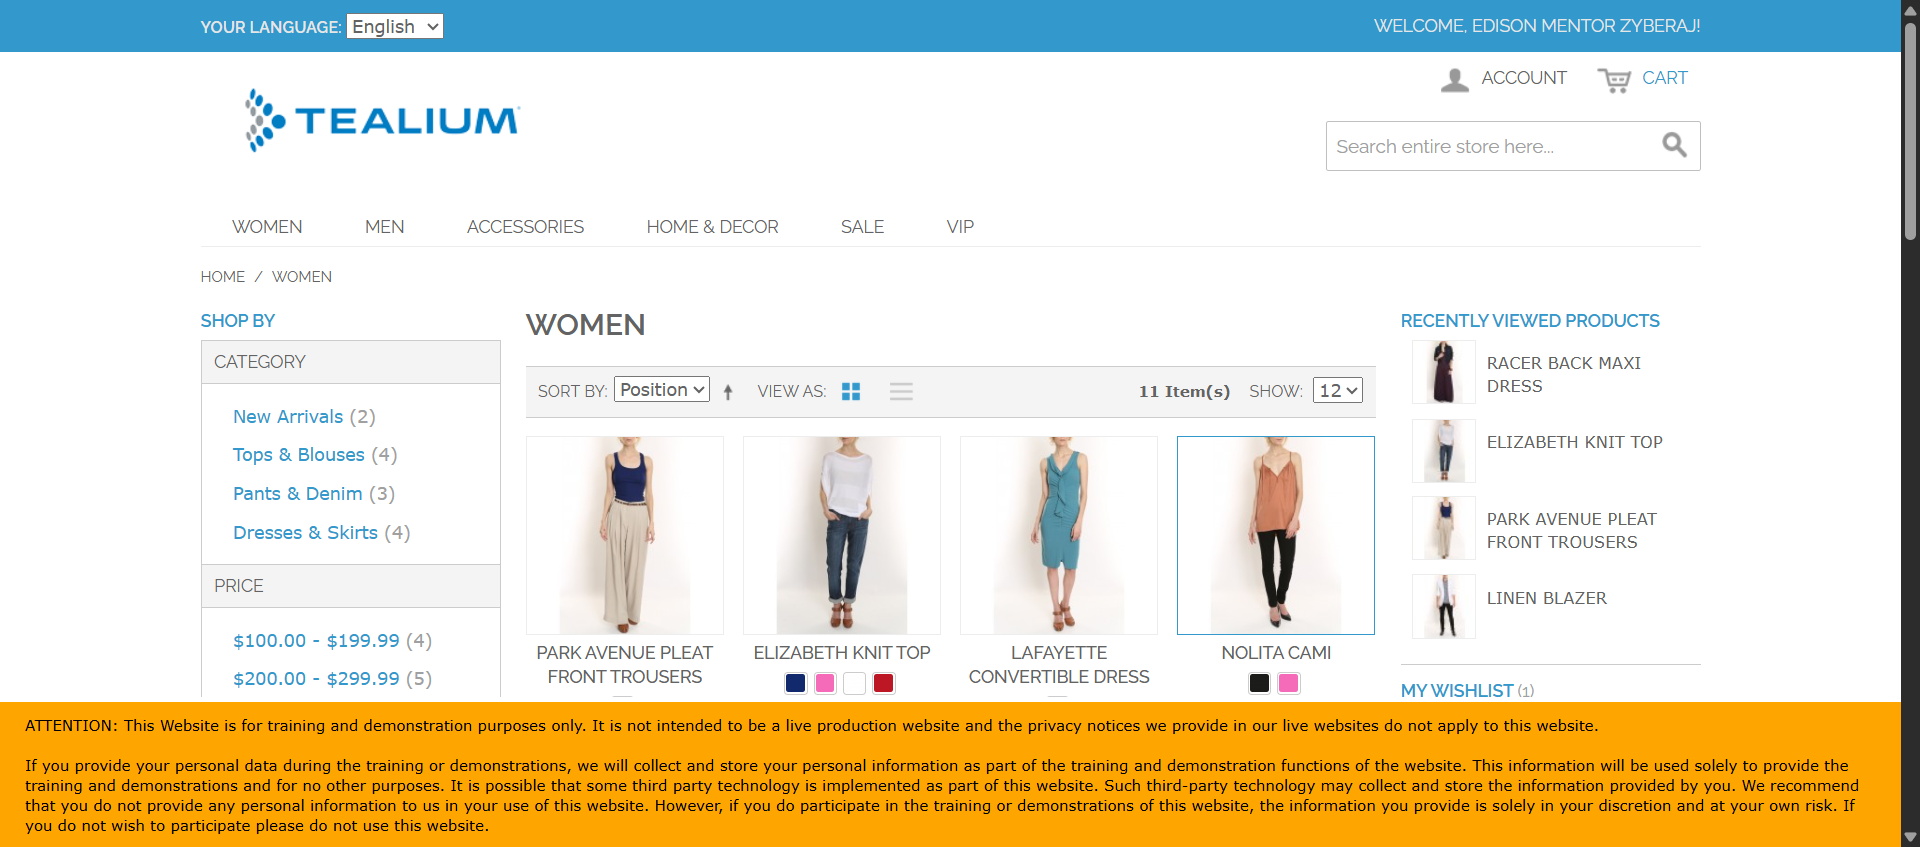 YOUR LANGUAGE: English
WELCOME, EDISON MENTOR ZYBERAJ!
TEALIUM
ACCOUNT
CART
Search entire store here...
WOMEN
MEN
ACCESSORIES
HOME & DECOR
SALE
VIP
HOME / WOMEN
SHOP BY
CATEGORY
New Arrivals (2)
Tops & Blouses (4)
Pants & Denim (3)
Dresses & Skirts (4)
PRICE
$100.00 - $199.99 (4)
$200.00 - $299.99 (5)
WOMEN
SORT BY: Position
VIEW AS:
11 Item(s)
SHOW: 12
PARK AVENUE PLEAT
FRONT TROUSERS
ELIZABETH KNIT TOP
LAFAYETTE
CONVERTIBLE DRESS
NOLITA CAMI
RECENTLY VIEWED PRODUCTS
RACER BACK MAXI
DRESS
ELIZABETH KNIT TOP
PARK AVENUE PLEAT
FRONT TROUSERS
LINEN BLAZER
MY WISHLIST (1)
ATTENTION: This Website is for training and demonstration purposes only. It is not intended to be a live production website and the privacy notices we provide in our live websites do not apply to this website.
If you provide your personal data during the training or demonstrations, we will collect and store your personal information as part of the training and demonstration functions of the website. This information will be used solely to provide the
training and demonstrations and for no other purposes. It is possible that some third party technology is implemented as part of this website. Such third-party technology may collect and store the information provided by you. We recommend
that you do not provide any personal information to us in your use of this website. However, if you do participate in the training or demonstrations of this website, the information you provide is solely in your discretion and at your own risk. If
you do not wish to participate please do not use this website.